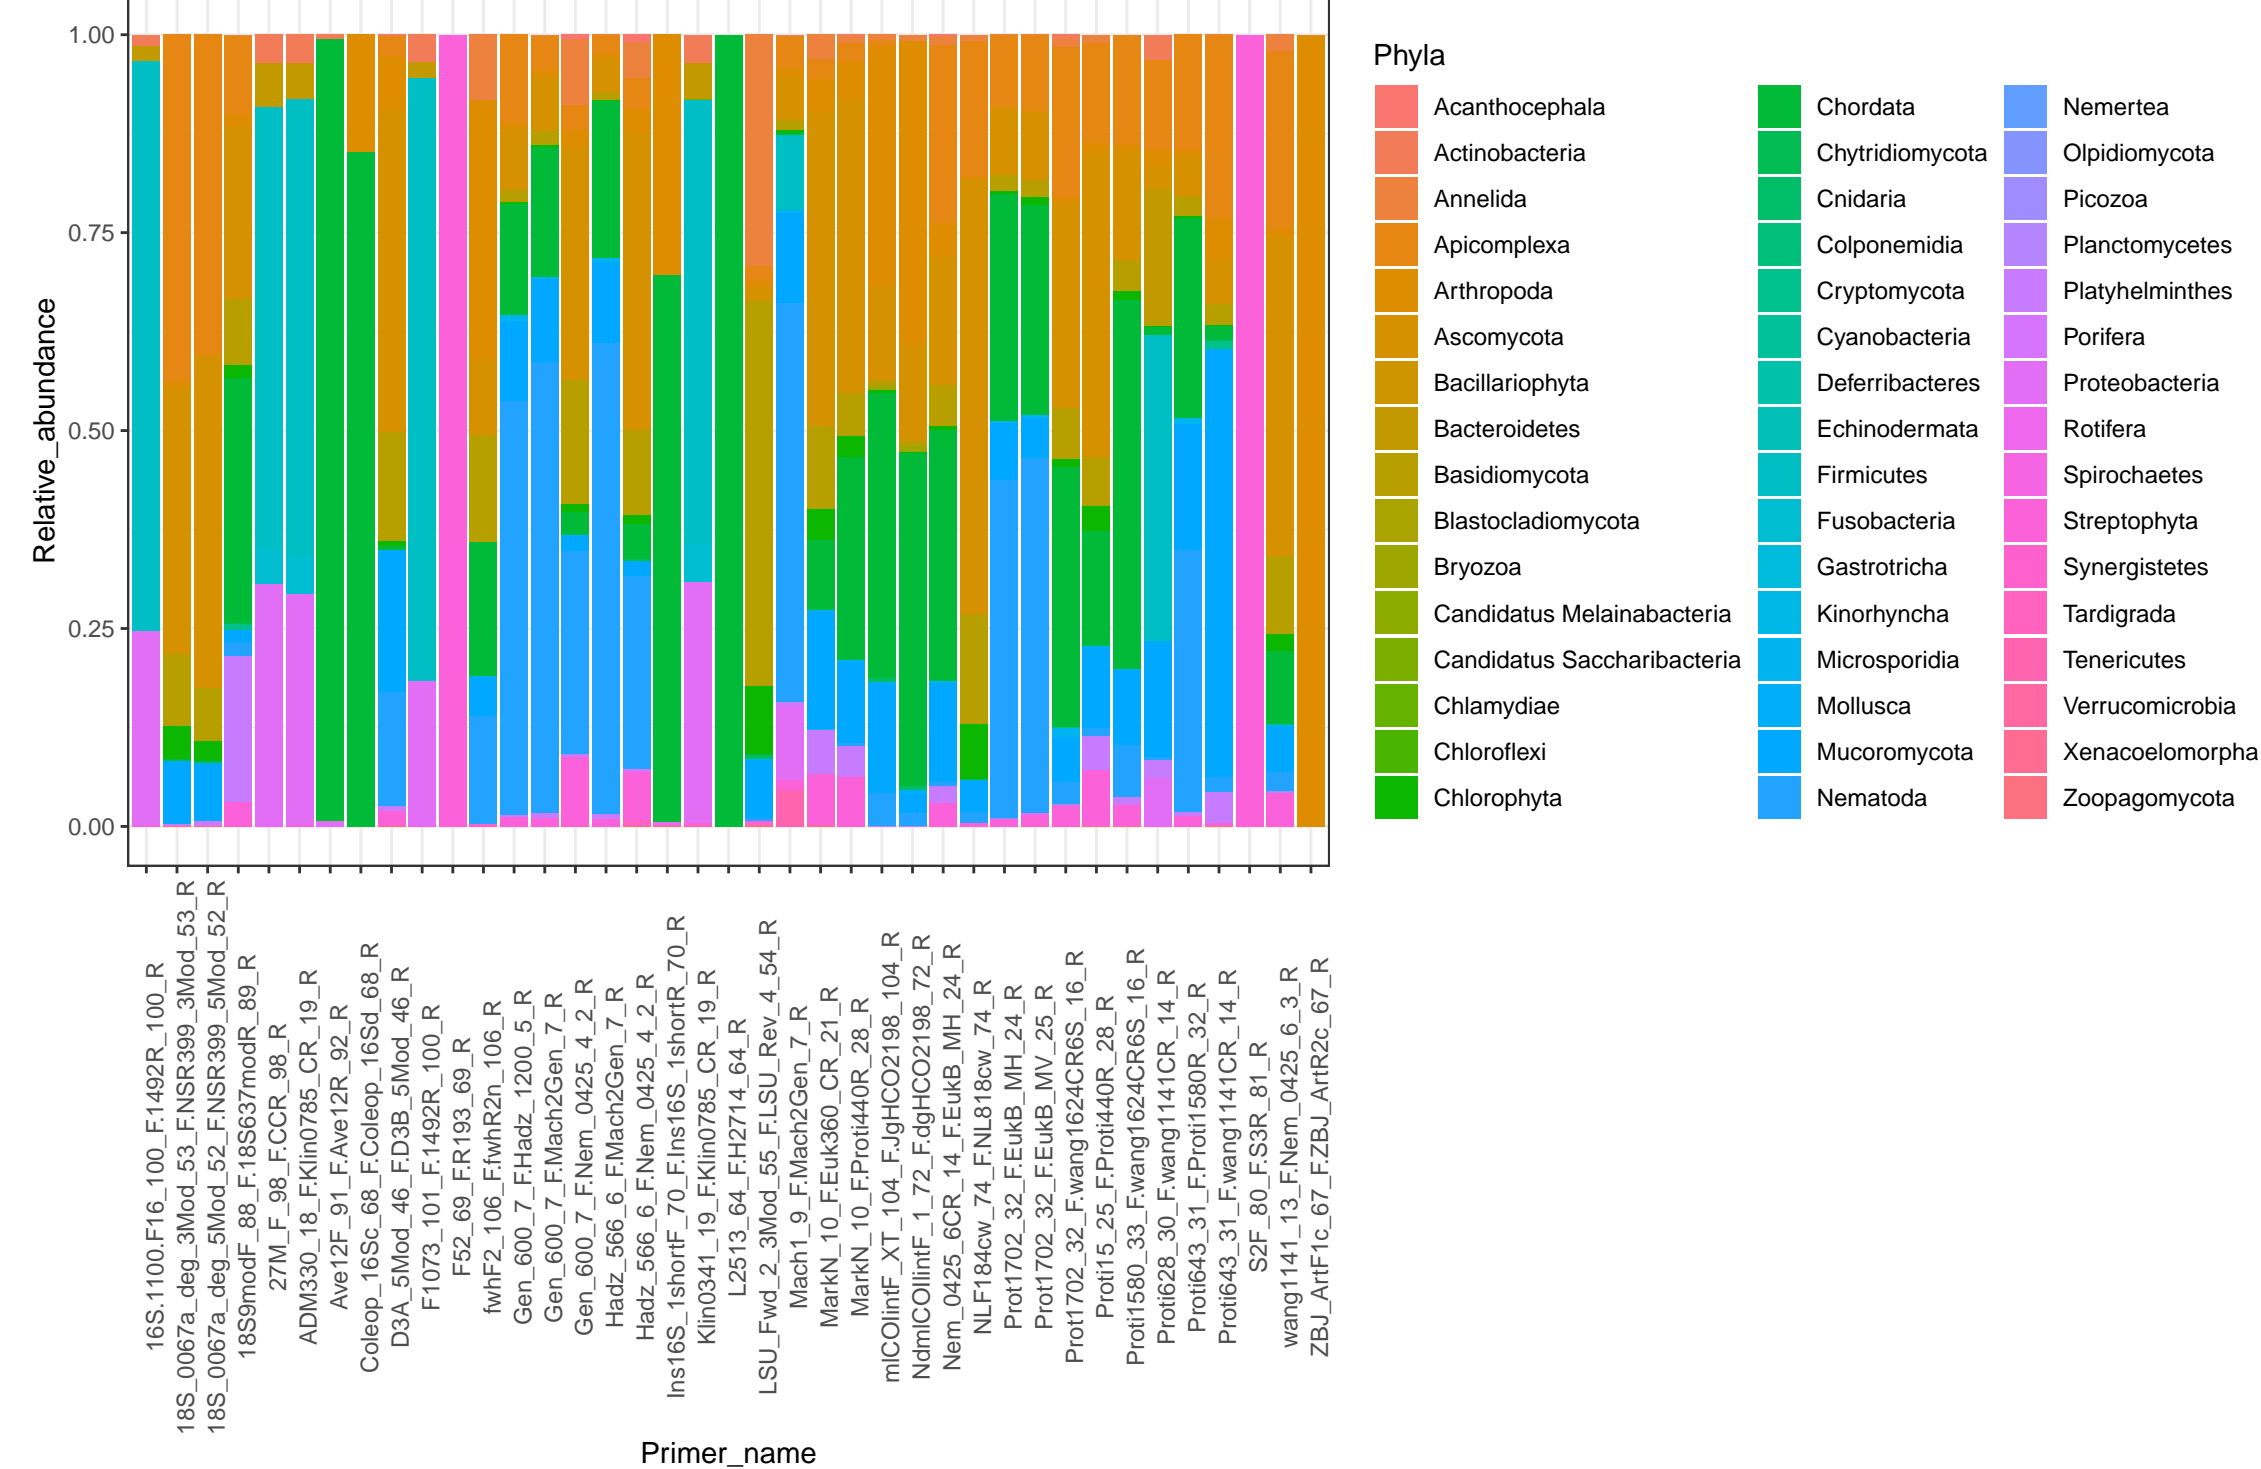 1.00
0.75
0.50
0.25
0.00
Relative_abundance
16S.1100.F16_100_F.1492R_100_R
18S_0067a_deg_3Mod_53_F.NSR399_3Mod_53_R
18S_0067a_deg_5Mod_52_F.NSR399_5Mod_52_R
18S9modF_88_F.18S637modR_89_R
27M_F_98_F.CCR_98_R
ADM330_18_F.Klin0785_CR_19_R
Ave12F_91_F.Ave12R_92_R
Coleop_16Sc_68_F.Coleop_16Sd_68_R
D3A_5Mod_46_F.D3B_5Mod_46_R
F1073_101_F.1492R_100_R
F52_69_F.R193_69_R
fwhF2_106_F.fwhR2n_106_R
Gen_600_7_F.Hadz_1200_5_R
Gen_600_7_F.Mach2Gen_7_R
Gen_600_7_F.Nem_0425_4_2_R
Hadz_566_6_F.Mach2Gen_7_R
Hadz_566_6_F.Nem_0425_4_2_R
Ins16S_1shortF_70_F.Ins16S_1shortR_70_R
Klin0341_19_F.Klin0785_CR_19_R
L2513_64_F.H2714_64_R
LSU_Fwd_2_3Mod_55_F.LSU_Rev_4_54_R
Mach1_9_F.Mach2Gen_7_R
MarkN_10_F.Euk360_CR_21_R
MarkN_10_F.Proti440R_28_R
mlCOIintF_XT_104_F.JgHCO2198_104_R
NdmlCOIintF_1_72_F.dgHCO2198_72_R
Nem_0425_6CR_14_F.EukB_MH_24_R
NLF184cw_74_F.NL818cw_74_R
Prot1702_32_F.EukB_MH_24_R
Prot1702_32_F.EukB_MV_25_R
Prot1702_32_F.wang1624CR6S_16_R
Proti15_25_F.Proti440R_28_R
Proti1580_33_F.wang1624CR6S_16_R
Proti628_30_F.wang1141CR_14_R
Proti643_31_F.Proti1580R_32_R
Proti643_31_F.wang1141CR_14_R
S2F_80_F.S3R_81_R
wang1141_13_F.Nem_0425_6_3_R
ZBJ_ArtF1c_67_F.ZBJ_ArtR2c_67_R
Primer_name
Phyla
Acanthocephala
Actinobacteria
Annelida
Apicomplexa
Arthropoda
Ascomycota
Bacillariophyta
Bacteroidetes
Basidiomycota
Blastocladiomycota
Bryozoa
Candidatus Melainabacteria
Candidatus Saccharibacteria
Chlamydiae
Chloroflexi
Chlorophyta
Chordata
Chytridiomycota
Cnidaria
Colponemidia
Cryptomycota
Cyanobacteria
Deferribacteres
Echinodermata
Firmicutes
Fusobacteria
Gastrotricha
Kinorhyncha
Microsporidia
Mollusca
Mucoromycota
Nematoda
Nemertea
Olpidiomycota
Picozoa
Planctomycetes
Platyhelminthes
Porifera
Proteobacteria
Rotifera
Spirochaetes
Streptophyta
Synergistetes
Tardigrada
Tenericutes
Verrucomicrobia
Xenacoelomorpha
Zoopagomycota